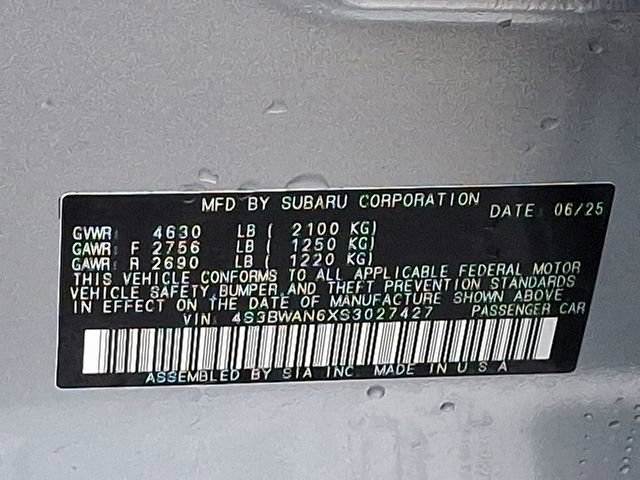 MFD BY SUBARU CORPORATION DATE: 06/25
GVWR: 4630 LB ( 2100 KG)
GAWR: F 2756 LB ( 1250 KG)
GAWR: R 2690 LB ( 1220 KG)
THIS VEHICLE CONFORMS TO ALL APPLICABLE FEDERAL MOTOR
VEHICLE SAFETY, BUMPER, AND THEFT PREVENTION STANDARDS
IN EFFECT ON THE DATE OF MANUFACTURE SHOWN ABOVE.
VIN: 4S3BWAN6XS3027427 PASSENGER CAR
ASSEMBLED BY SIA INC. MADE IN U.S.A